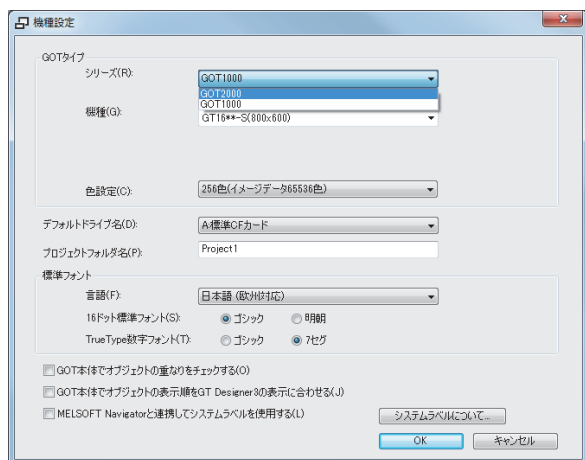 機種設定
GOTタイプ
シリーズ(R): GOT1000
GOT2000
GOT1000
機種(G): GT16**-S(800x600)
色設定(C): 256色(イメージデータ65536色)
デフォルトドライブ名(D): A:標準CFカード
プロジェクトフォルダ名(P): Project1
標準フォント
言語(F): 日本語 (欧州対応)
16ドット標準フォント(S): ゴシック 明朝
TrueType数字フォント(T): ゴシック 7セグ
GOT本体でオブジェクトの重なりをチェックする(O)
GOT本体でオブジェクトの表示順をGT Designer3の表示に合わせる(J)
MELSOFT Navigatorと連携してシステムラベルを使用する(L) システムラベルについて...
OK キャンセル